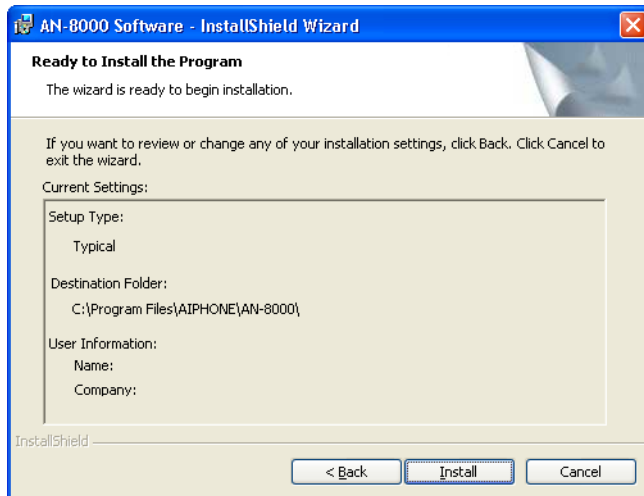 AN-8000 Software - InstallShield Wizard
Ready to Install the Program
The wizard is ready to begin installation.
If you want to review or change any of your installation settings, click Back. Click Cancel to
exit the wizard.
Current Settings:
Setup Type:
Typical
Destination Folder:
C:\Program Files\AIPHONE\AN-8000\
User Information:
Name:
Company:
InstallShield
< Back
Install
Cancel